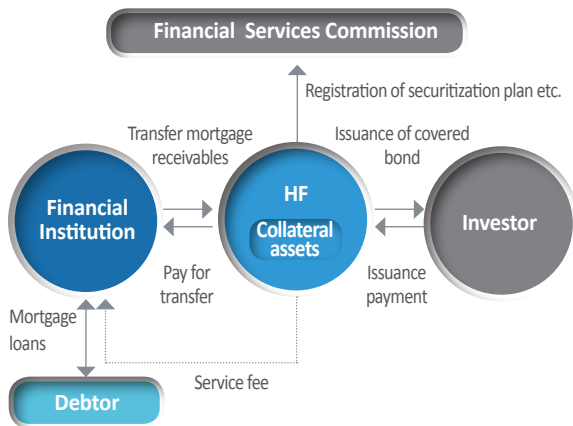 Financial Services Commission
Registration of securitization plan etc.
Transfer mortgage
receivables
Issuance of covered
bond
Financial
Institution
HF
Collateral
assets
Investor
Pay for
transfer
Issuance
payment
Mortgage
loans
Service fee
Debtor